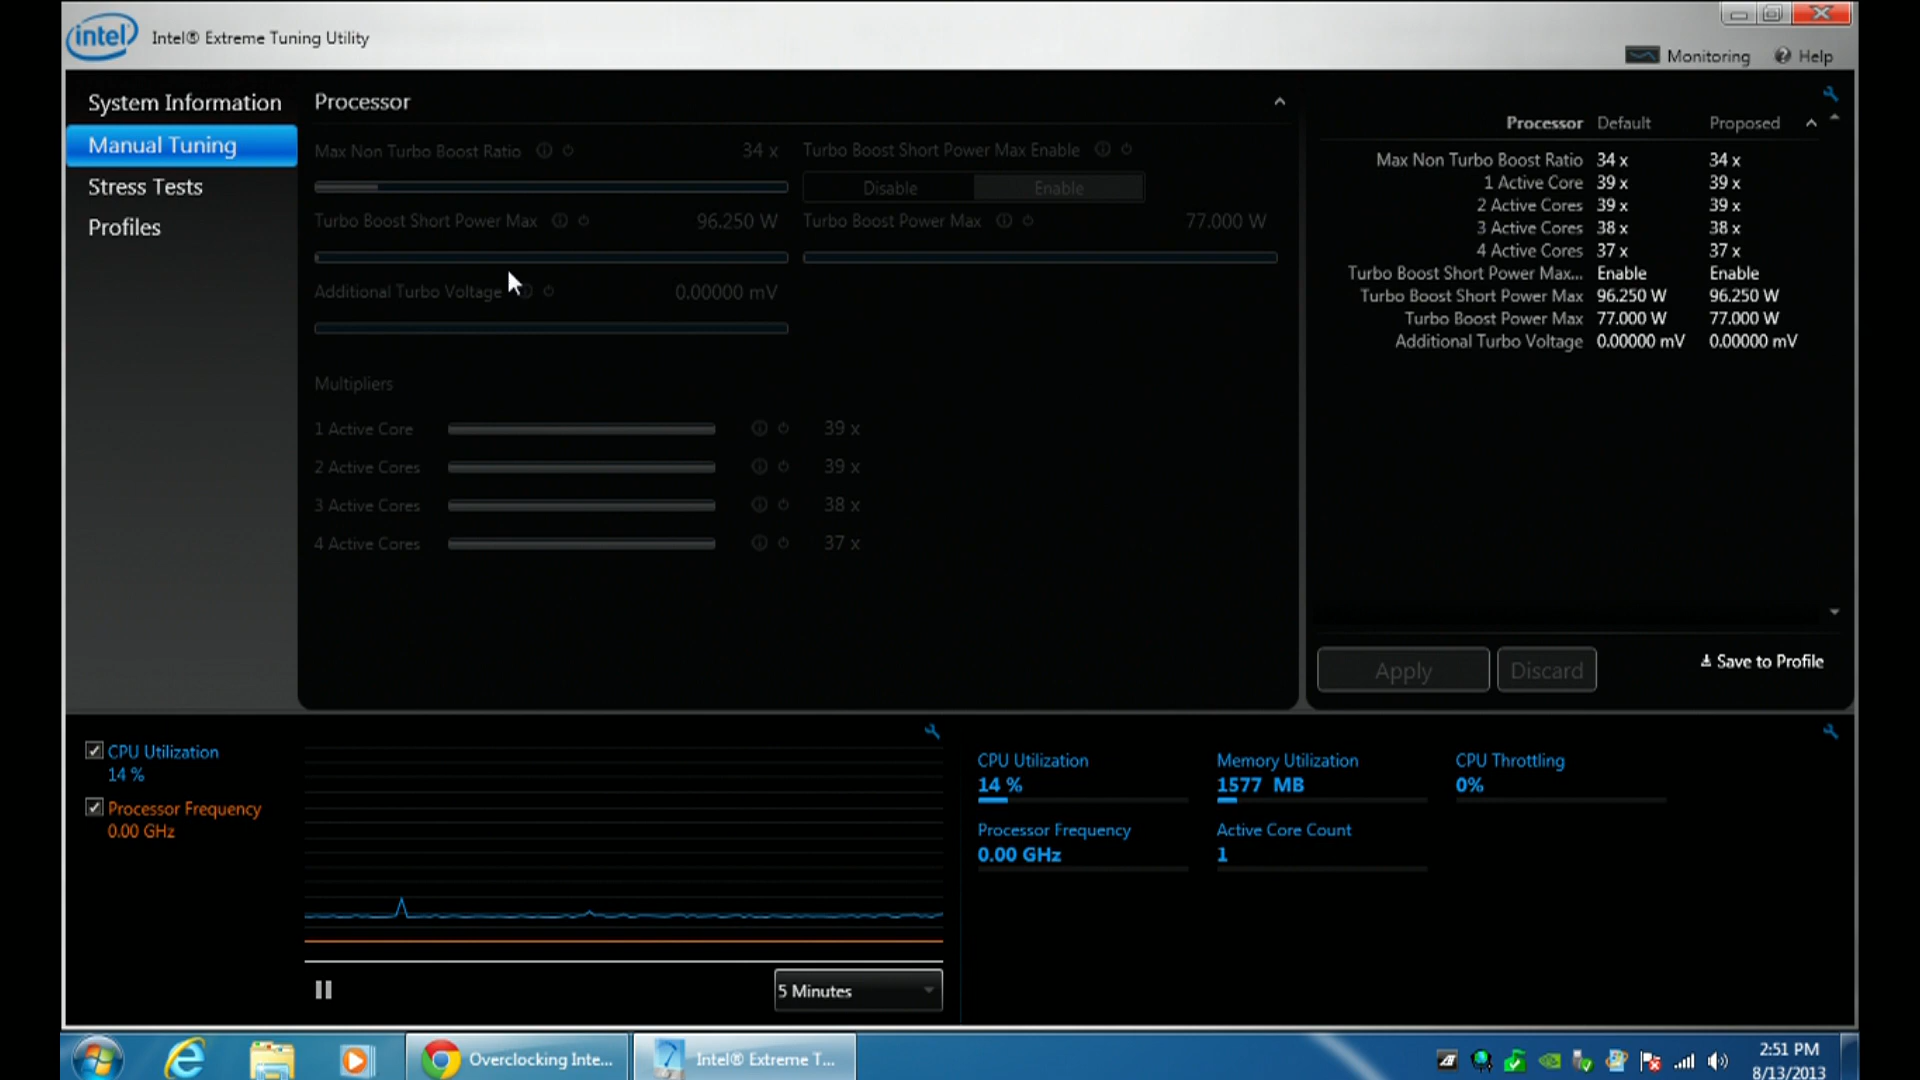 intel
Intel® Extreme Tuning Utility
Monitoring
Help
System Information
Manual Tuning
Stress Tests
Profiles
Processor
Max Non Turbo Boost Ratio 34 x
Turbo Boost Short Power Max Enable
Disable Enable
Turbo Boost Short Power Max 96.250 W
Turbo Boost Power Max 77.000 W
Additional Turbo Voltage 0.00000 mV
Multipliers
1 Active Core 39 x
2 Active Cores 39 x
3 Active Cores 38 x
4 Active Cores 37 x
Processor Default Proposed
Max Non Turbo Boost Ratio 34 x 34 x
1 Active Core 39 x 39 x
2 Active Cores 39 x 39 x
3 Active Cores 38 x 38 x
4 Active Cores 37 x 37 x
Turbo Boost Short Power Max... Enable Enable
Turbo Boost Short Power Max 96.250 W 96.250 W
Turbo Boost Power Max 77.000 W 77.000 W
Additional Turbo Voltage 0.00000 mV 0.00000 mV
Apply Discard Save to Profile
CPU Utilization
14 %
Processor Frequency
0.00 GHz
5 Minutes
CPU Utilization
14 %
Memory Utilization
1577 MB
CPU Throttling
0%
Processor Frequency
0.00 GHz
Active Core Count
1
Overclocking Inte...
Intel® Extreme T...
2:51 PM
8/13/2013